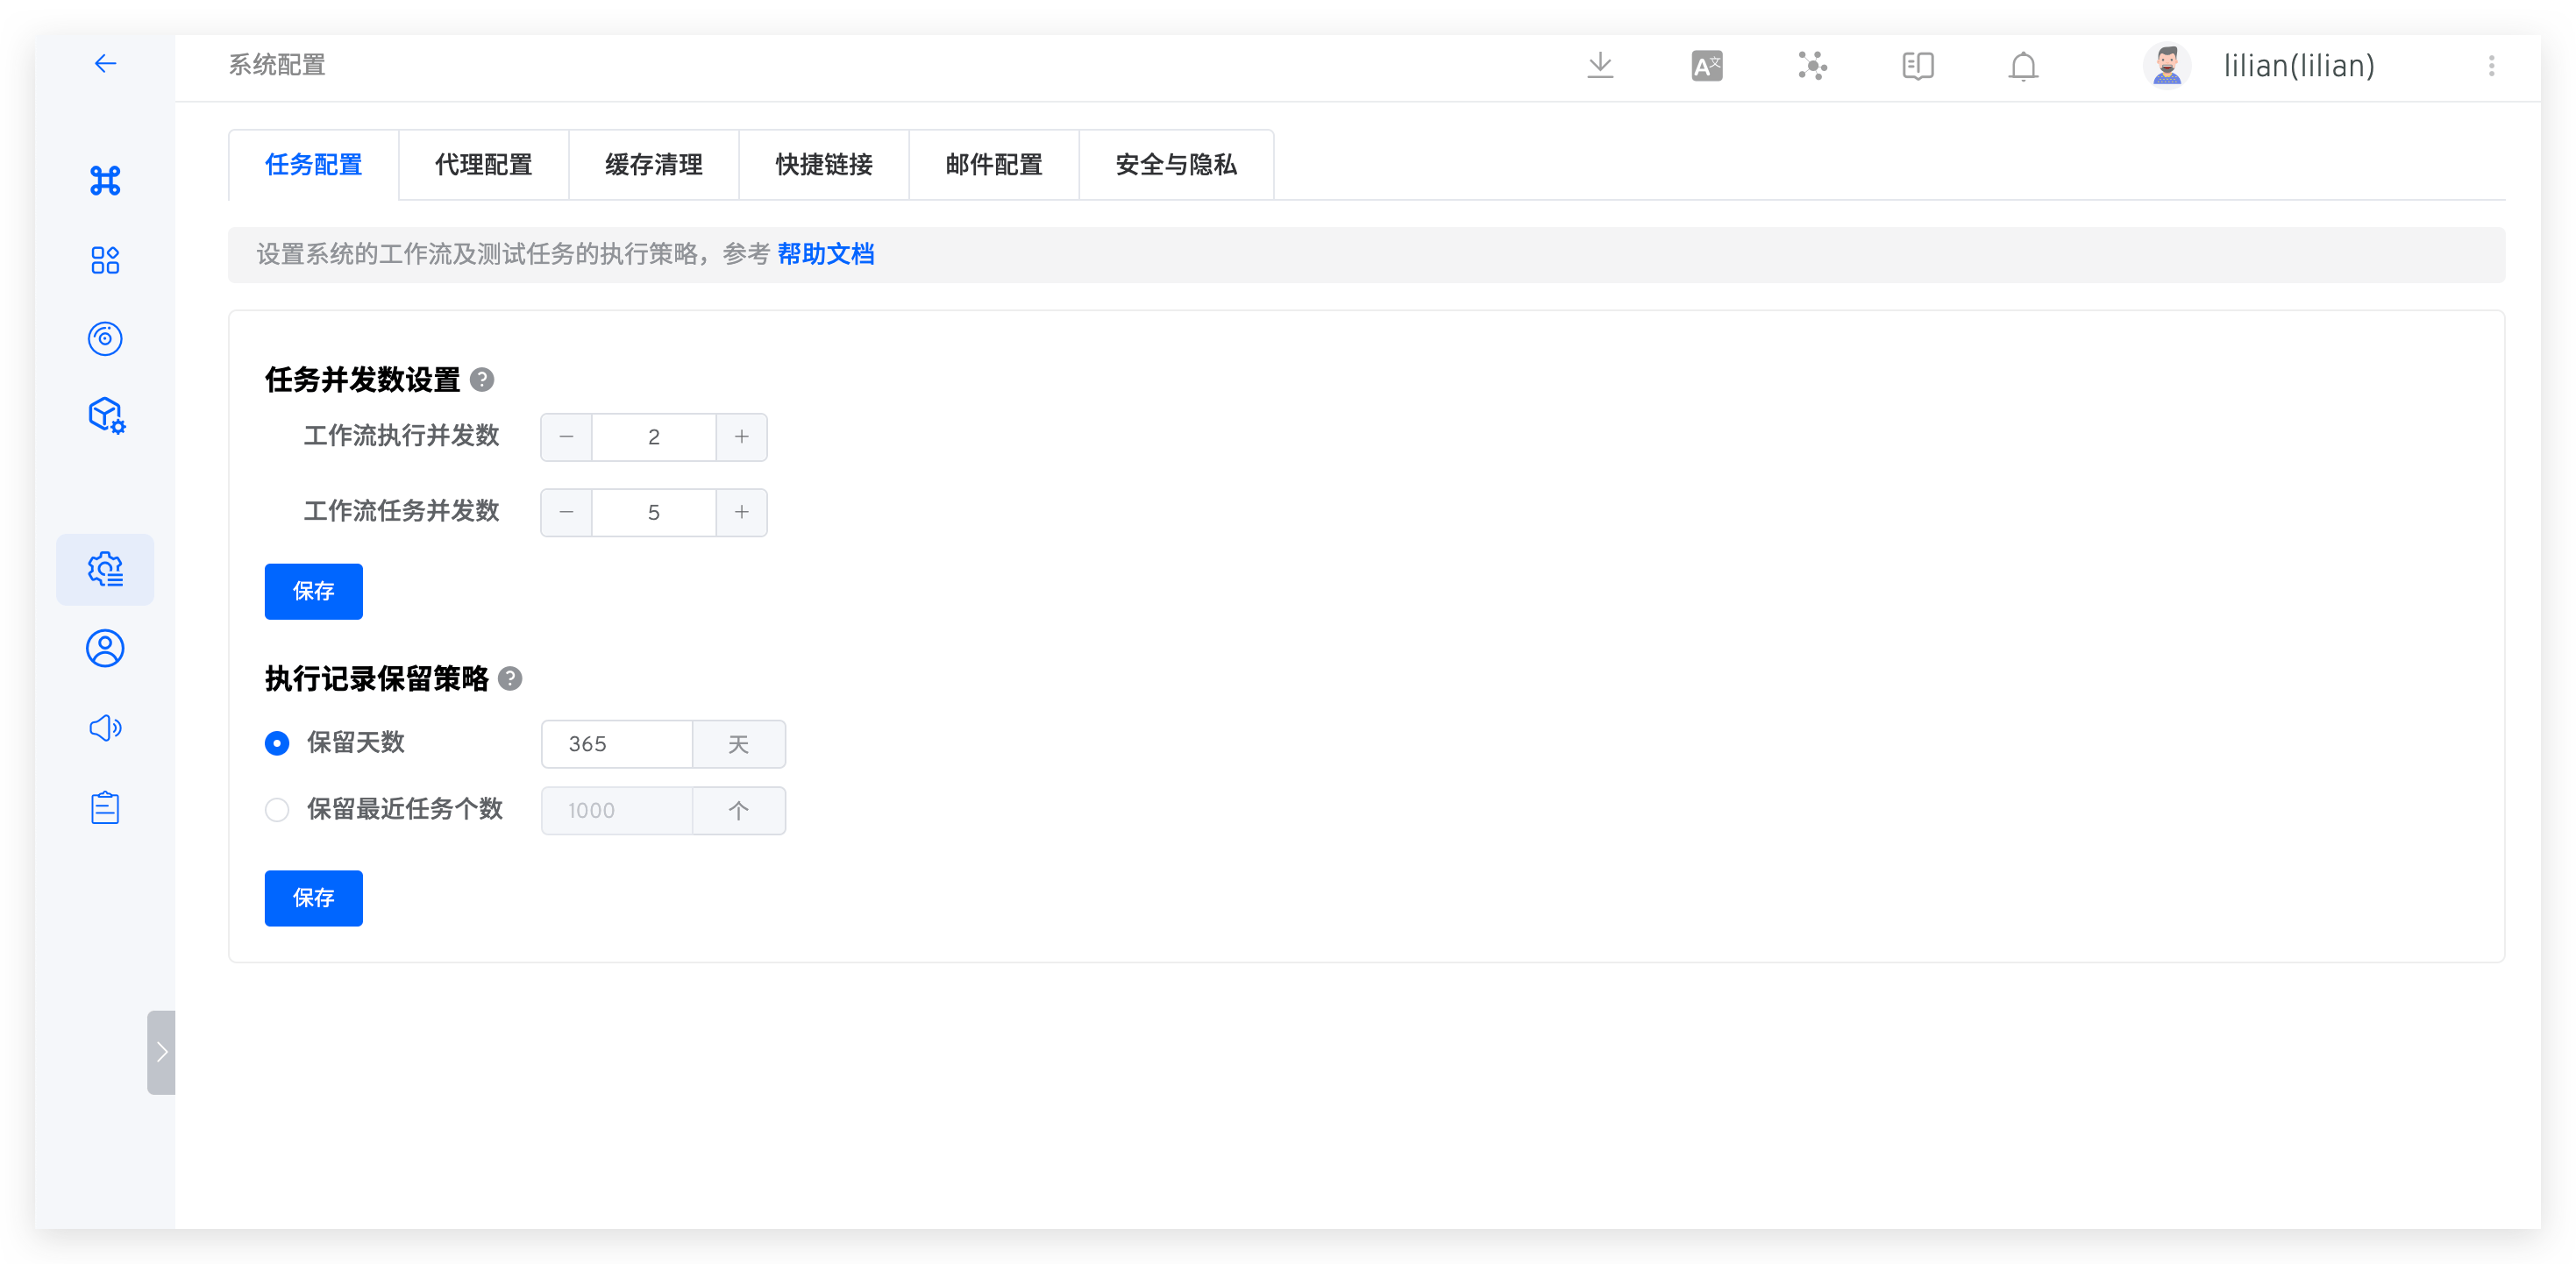 系统配置
A文
lilian(lilian)
任务配置
代理配置
缓存清理
快捷链接
邮件配置
安全与隐私
设置系统的工作流及测试任务的执行策略，参考 帮助文档
任务并发数设置 ?
工作流执行并发数 − 2 +
工作流任务并发数 − 5 +
保存
执行记录保留策略 ?
保留天数 365 天
保留最近任务个数 1000 个
保存